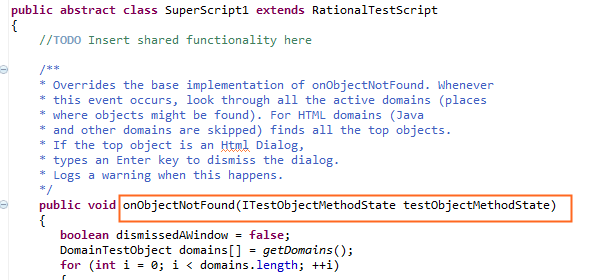 public abstract class SuperScript1 extends RationalTestScript
{
//TODO Insert shared functionality here
/**
* Overrides the base implementation of onObjectNotFound. Whenever
* this event occurs, look through all the active domains (places
* where objects might be found). For HTML domains (Java
* and other domains are skipped) finds all the top objects.
* If the top object is an Html Dialog,
* types an Enter key to dismiss the dialog.
* Logs a warning when this happens.
*/
public void onObjectNotFound(ITestObjectMethodState testObjectMethodState)
{
boolean dismissedAWindow = false;
DomainTestObject domains[] = getDomains();
for (int i = 0; i < domains.length; ++i)
{